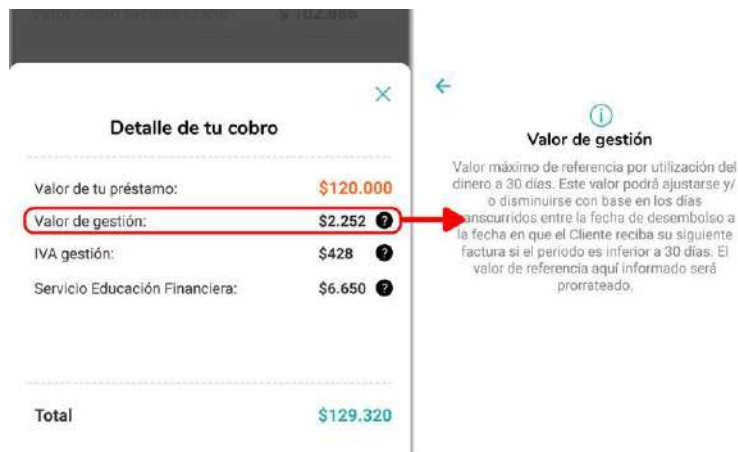 Detalle de tu cobro
Valor de tu préstamo: $120.000
Valor de gestión: $2.252 ?
IVA gestión: $428 ?
Servicio Educación Financiera: $6.650 ?
Total $129.320
Valor de gestión
Valor máximo de referencia por utilización del
dinero a 30 días. Este valor podrá ajustarse y/
o disminuirse con base en los días
anscurridos entre la fecha de desembolso a
la fecha en que el Cliente reciba su siguiente
factura si el periodo es inferior a 30 días. El
valor de referencia aquí informado será
prorrateado.